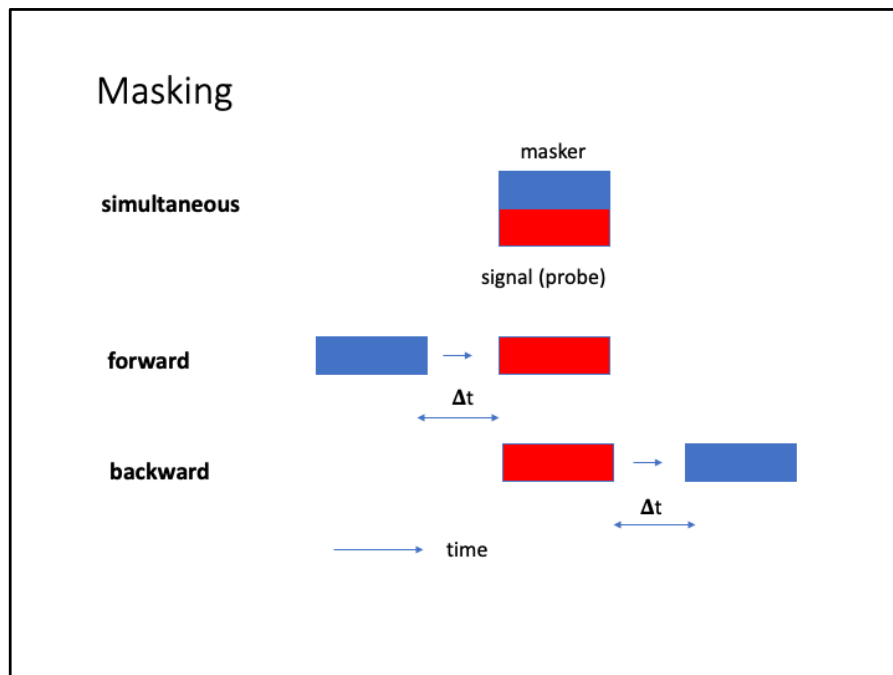 Masking
masker
simultaneous
signal (probe)
forward
Δt
backward
Δt
time